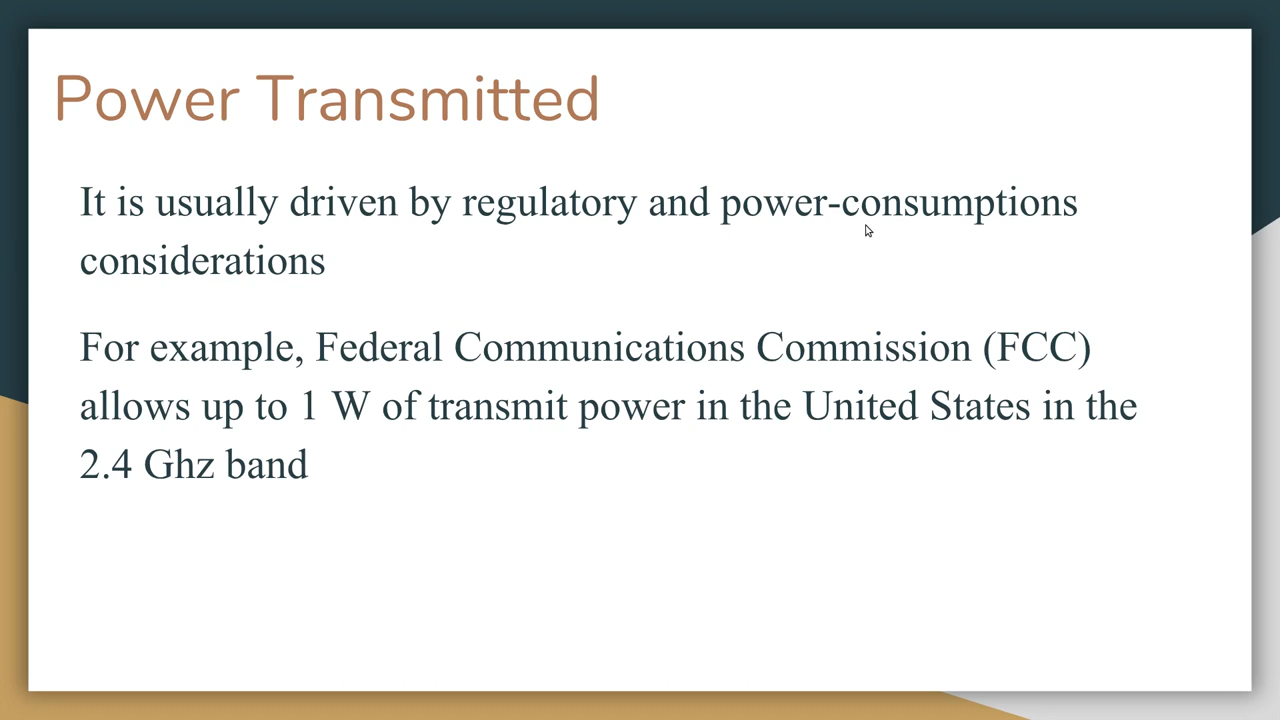 Power Transmitted
It is usually driven by regulatory and power-consumptions
considerations
For example, Federal Communications Commission (FCC)
allows up to 1 W of transmit power in the United States in the
2.4 Ghz band